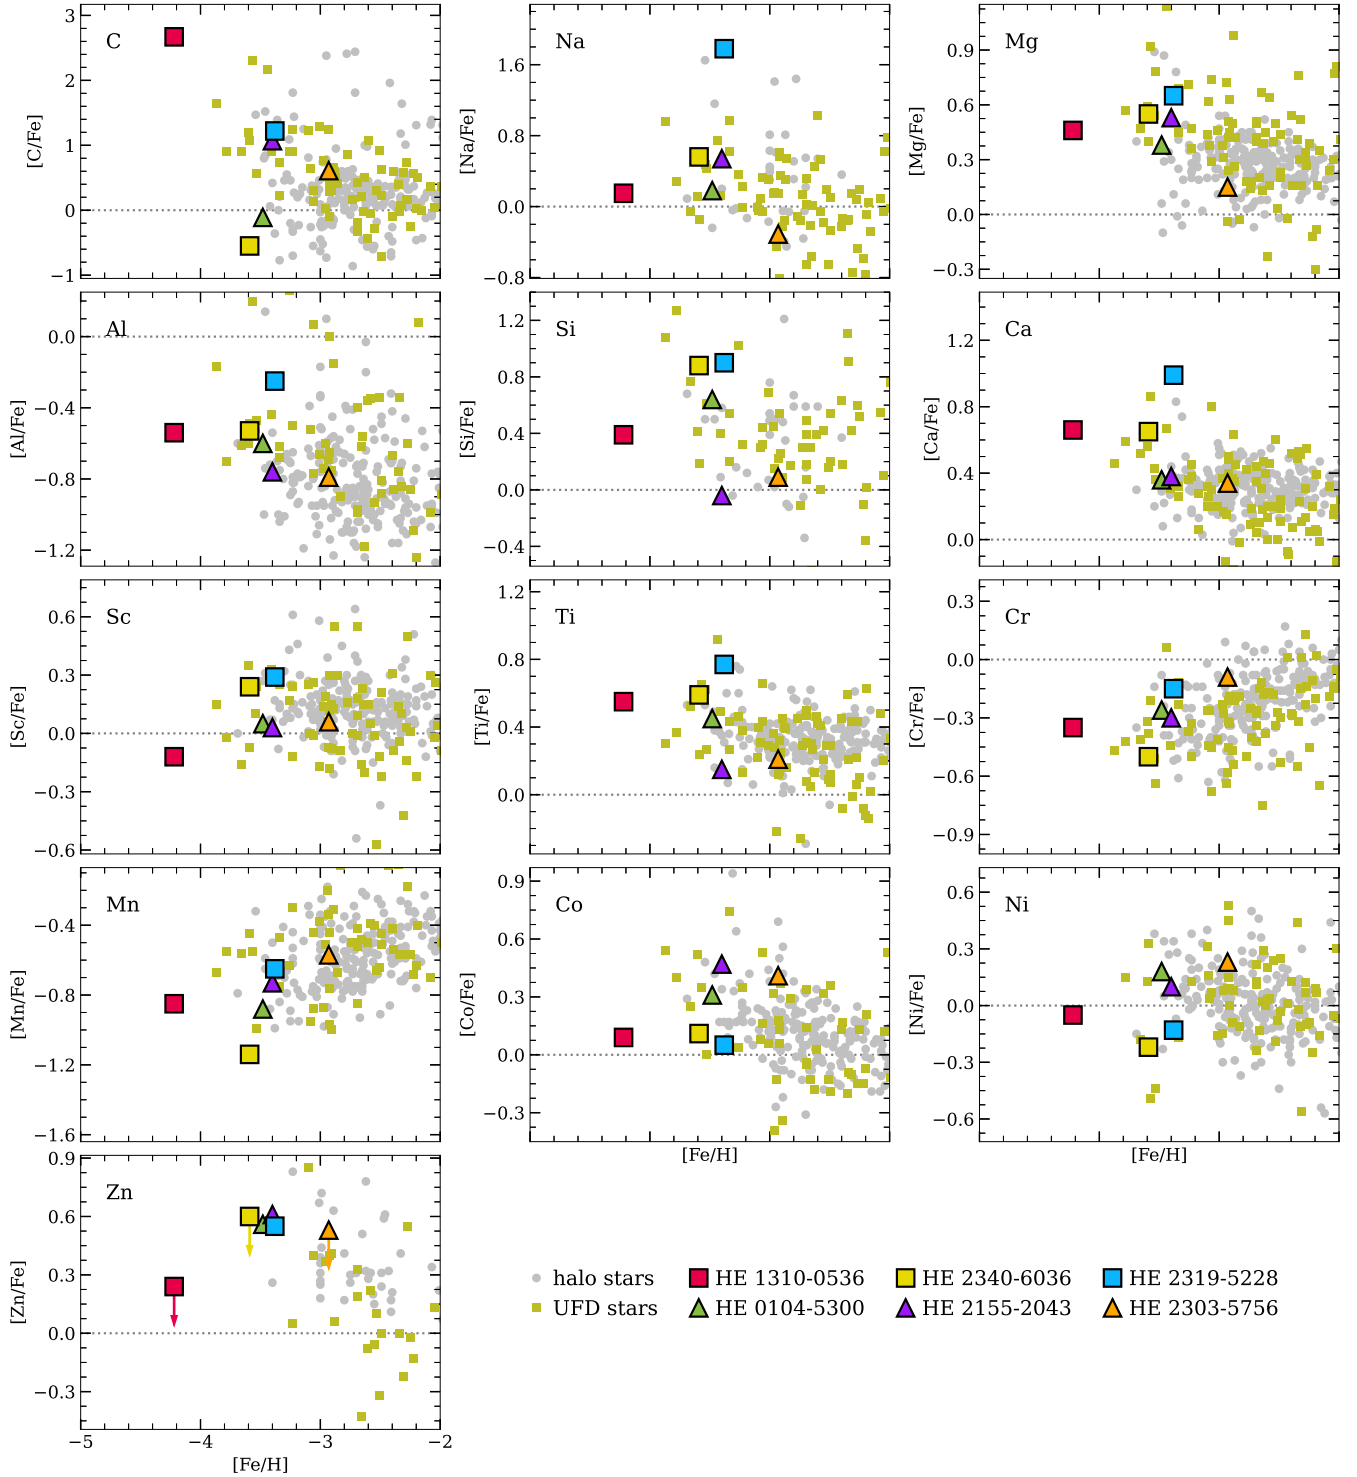 C
[C/Fe]
3
2
1
0
−1
Na
[Na/Fe]
1.6
0.8
0.0
−0.8
Mg
[Mg/Fe]
0.9
0.6
0.3
0.0
−0.3
Al
[Al/Fe]
0.0
−0.4
−0.8
−1.2
Si
[Si/Fe]
1.2
0.8
0.4
0.0
−0.4
Ca
[Ca/Fe]
1.2
0.8
0.4
0.0
Sc
[Sc/Fe]
0.6
0.3
0.0
−0.3
−0.6
Ti
[Ti/Fe]
1.2
0.8
0.4
0.0
Cr
[Cr/Fe]
0.3
0.0
−0.3
−0.6
−0.9
Mn
[Mn/Fe]
−0.4
−0.8
−1.2
−1.6
Co
[Co/Fe]
0.9
0.6
0.3
0.0
−0.3
[Fe/H]
Ni
[Ni/Fe]
0.6
0.3
0.0
−0.3
−0.6
[Fe/H]
Zn
[Zn/Fe]
0.9
0.6
0.3
0.0
−0.3
−5 −4 −3 −2
[Fe/H]
halo stars HE 1310-0536 HE 2340-6036 HE 2319-5228
UFD stars HE 0104-5300 HE 2155-2043 HE 2303-5756